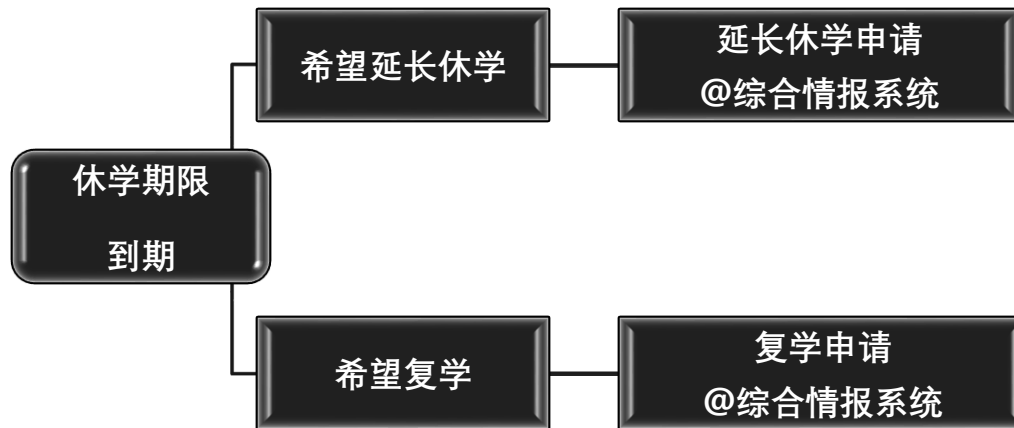 希望延长休学
延长休学申请
@综合情报系统
休学期限
到期
希望复学
复学申请
@综合情报系统